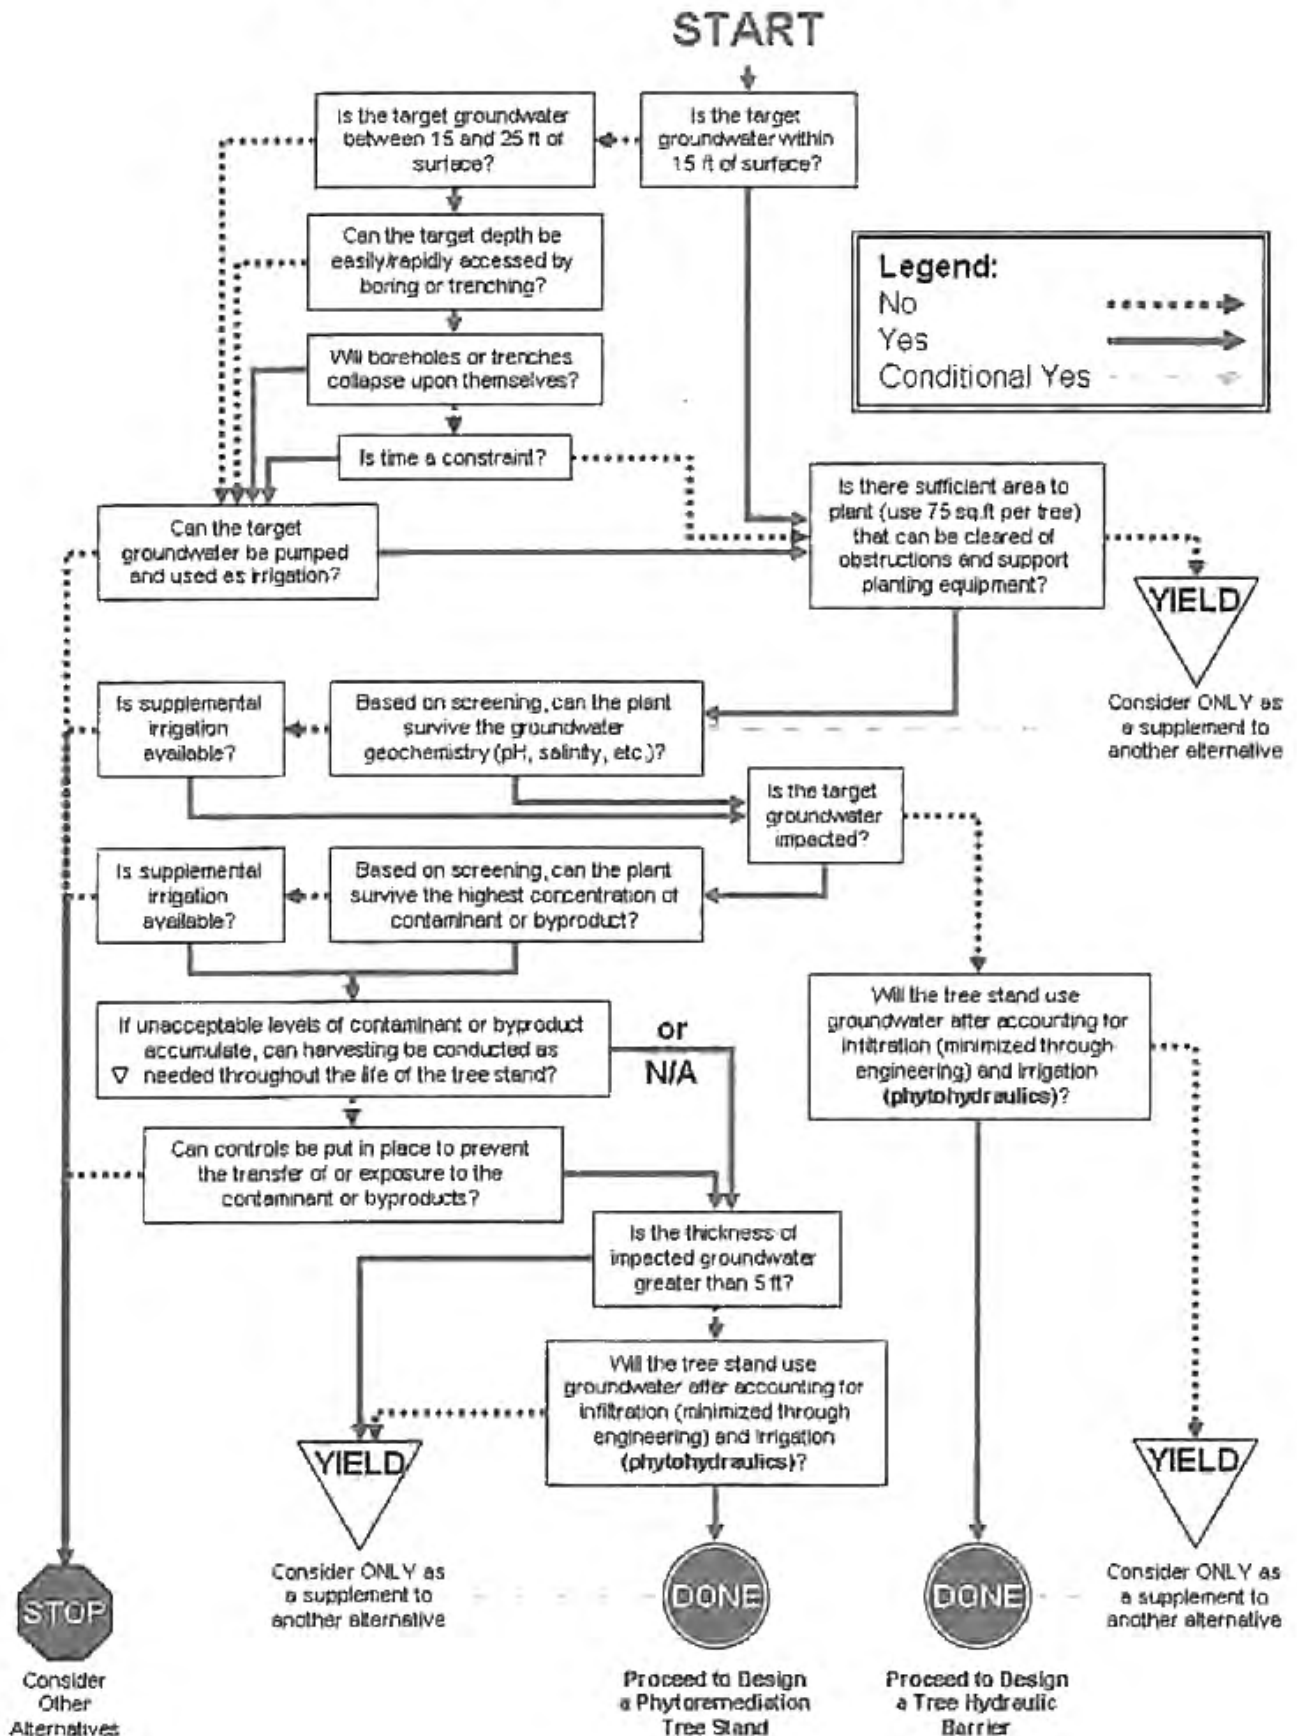 START
Is the target
groundwater within
15 ft of surface?
Is the target groundwater
between 15 and 25 ft of
surface?
Can the target depth be
easily/rapidly accessed by
boring or trenching?
Legend:
No
Yes
Conditional Yes
Will boreholes or trenches
collapse upon themselves?
Is time a constraint?
Can the target
groundwater be pumped
and used as irrigation?
Is there sufficient area to
plant (use 75 sq.ft per tree)
that can be cleared of
obstructions and support
planting equipment?
YIELD
Consider ONLY as
a supplement to
another alternative
Based on screening, can the plant
survive the groundwater
geochemistry (pH, salinity, etc.)?
Is supplemental
irrigation
available?
Is the target
groundwater
impacted?
Based on screening, can the plant
survive the highest concentration of
contaminant or byproduct?
Is supplemental
irrigation
available?
If unacceptable levels of contaminant or byproduct
accumulate, can harvesting be conducted as
▽ needed throughout the life of the tree stand?
or
N/A
Will the tree stand use
groundwater after accounting for
infiltration (minimized through
engineering) and irrigation
(phytohydraulics)?
Can controls be put in place to prevent
the transfer of or exposure to the
contaminant or byproducts?
Is the thickness of
impacted groundwater
greater than 5 ft?
Will the tree stand use
groundwater after accounting for
infiltration (minimized through
engineering) and irrigation
(phytohydraulics)?
STOP
Consider
Other
Alternatives
YIELD
Consider ONLY as
a supplement to
another alternative
DONE
Proceed to Design
a Phytoremediation
Tree Stand
DONE
Proceed to Design
a Tree Hydraulic
Barrier
YIELD
Consider ONLY as
a supplement to
another alternative